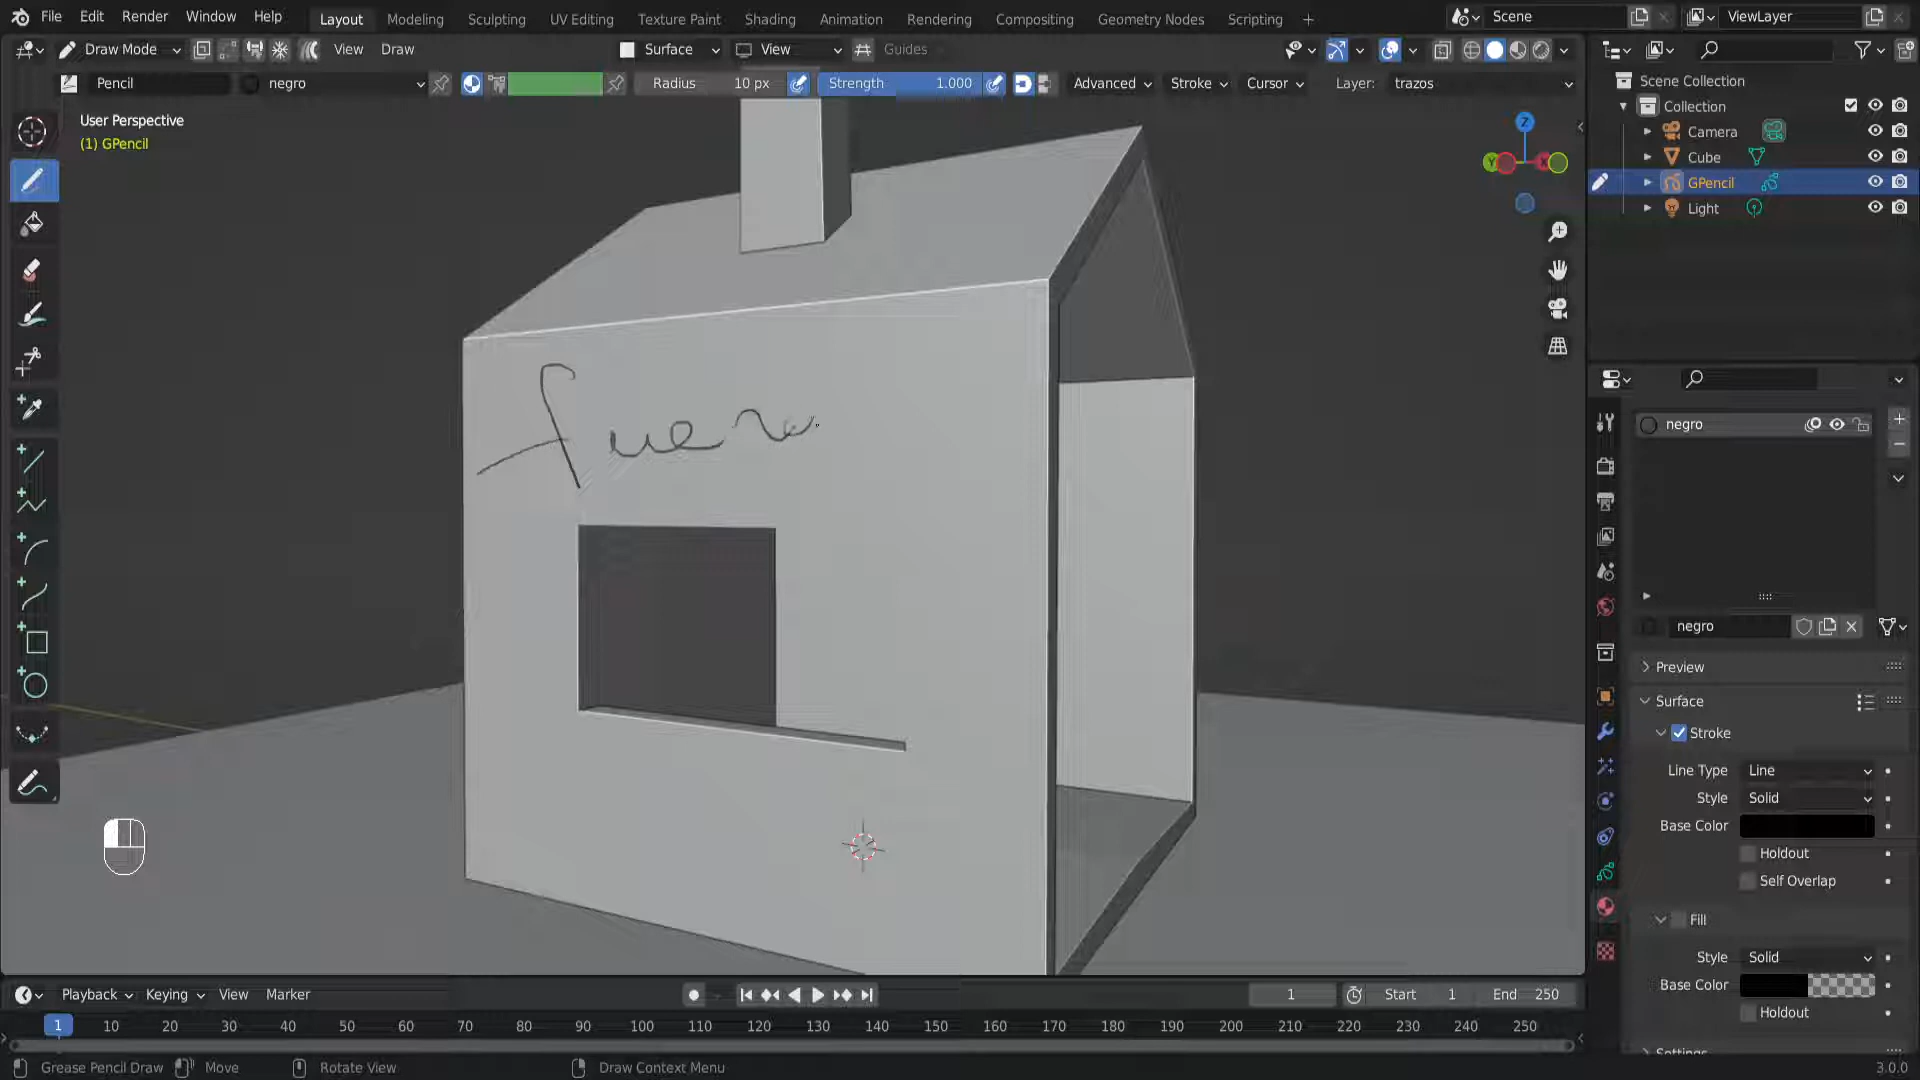 File Edit Render Window Help Layout Modeling Sculpting UV Editing Texture Paint Shading Animation Rendering Compositing Geometry Nodes Scripting + Scene ViewLayer
Draw Mode View Draw Surface View Guides
Pencil negro Radius 10 px Strength 1.000 Advanced Stroke Cursor Layer: trazos
User Perspective
(1) GPencil
Z
Y
X
fuera
Scene Collection
Collection
Camera
Cube
GPencil
Light
negro
negro
Preview
Surface
Stroke
Line Type Line
Style Solid
Base Color
Holdout
Self Overlap
Fill
Style Solid
Base Color
Holdout
Settings
Playback Keying View Marker 1 Start 1 End 250
1 10 20 30 40 50 60 70 80 90 100 110 120 130 140 150 160 170 180 190 200 210 220 230 240 250
Grease Pencil Draw Move Rotate View Draw Context Menu 3.0.0